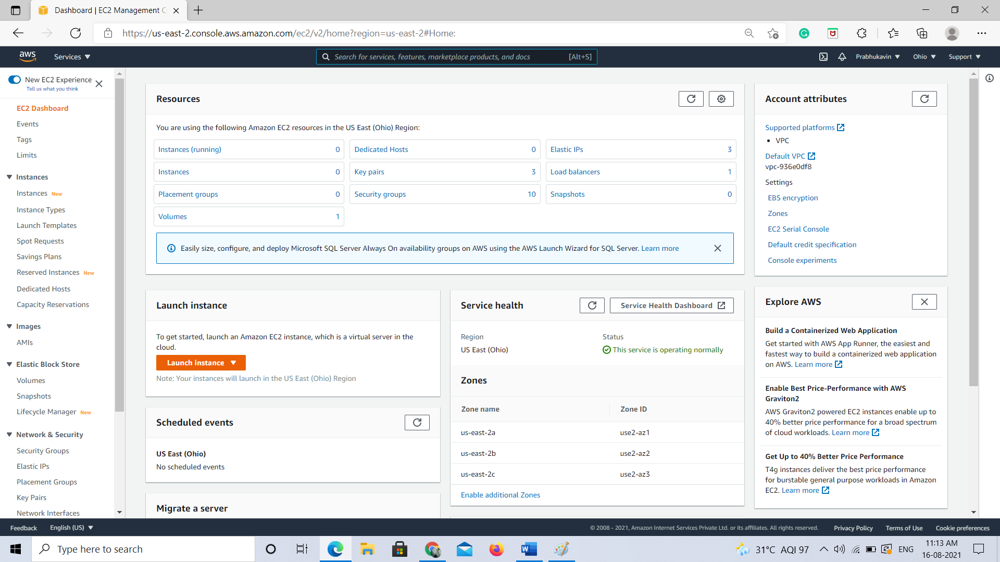 Dashboard | EC2 Management C
https://us-east-2.console.aws.amazon.com/ec2/v2/home?region=us-east-2#Home:
aws
Services
Search for services, features, marketplace products, and docs [Alt+S]
Prabhukavin
Ohio
Support
New EC2 Experience
Tell us what you think
EC2 Dashboard
Events
Tags
Limits
Instances
Instances New
Instance Types
Launch Templates
Spot Requests
Savings Plans
Reserved Instances New
Dedicated Hosts
Capacity Reservations
Images
AMIs
Elastic Block Store
Volumes
Snapshots
Lifecycle Manager New
Network & Security
Security Groups
Elastic IPs
Placement Groups
Key Pairs
Network Interfaces
Resources
You are using the following Amazon EC2 resources in the US East (Ohio) Region:
Instances (running) 0
Dedicated Hosts 0
Elastic IPs 3
Instances 0
Key pairs 3
Load balancers 1
Placement groups 0
Security groups 10
Snapshots 0
Volumes 1
Easily size, configure, and deploy Microsoft SQL Server Always On availability groups on AWS using the AWS Launch Wizard for SQL Server. Learn more
Launch instance
To get started, launch an Amazon EC2 instance, which is a virtual server in the
cloud.
Launch instance
Note: Your instances will launch in the US East (Ohio) Region
Scheduled events
US East (Ohio)
No scheduled events
Migrate a server
Service health
Service Health Dashboard
Region
Status
US East (Ohio)
This service is operating normally
Zones
Zone name
Zone ID
us-east-2a
use2-az1
us-east-2b
use2-az2
us-east-2c
use2-az3
Enable additional Zones
Account attributes
Supported platforms
VPC
Default VPC
vpc-936e0df8
Settings
EBS encryption
Zones
EC2 Serial Console
Default credit specification
Console experiments
Explore AWS
Build a Containerized Web Application
Get started with AWS App Runner, the easiest and
fastest way to build a containerized web application
on AWS. Learn more
Enable Best Price-Performance with AWS
Graviton2
AWS Graviton2 powered EC2 instances enable up to
40% better price performance for a broad spectrum
of cloud workloads. Learn more
Get Up to 40% Better Price Performance
T4g instances deliver the best price performance
for burstable general purpose workloads in Amazon
EC2. Learn more
Feedback
English (US)
© 2008 - 2021, Amazon Internet Services Private Ltd. or its affiliates. All rights reserved.
Privacy Policy
Terms of Use
Cookie preferences
Type here to search
31°C AQI 97
ENG
11:13 AM
16-08-2021